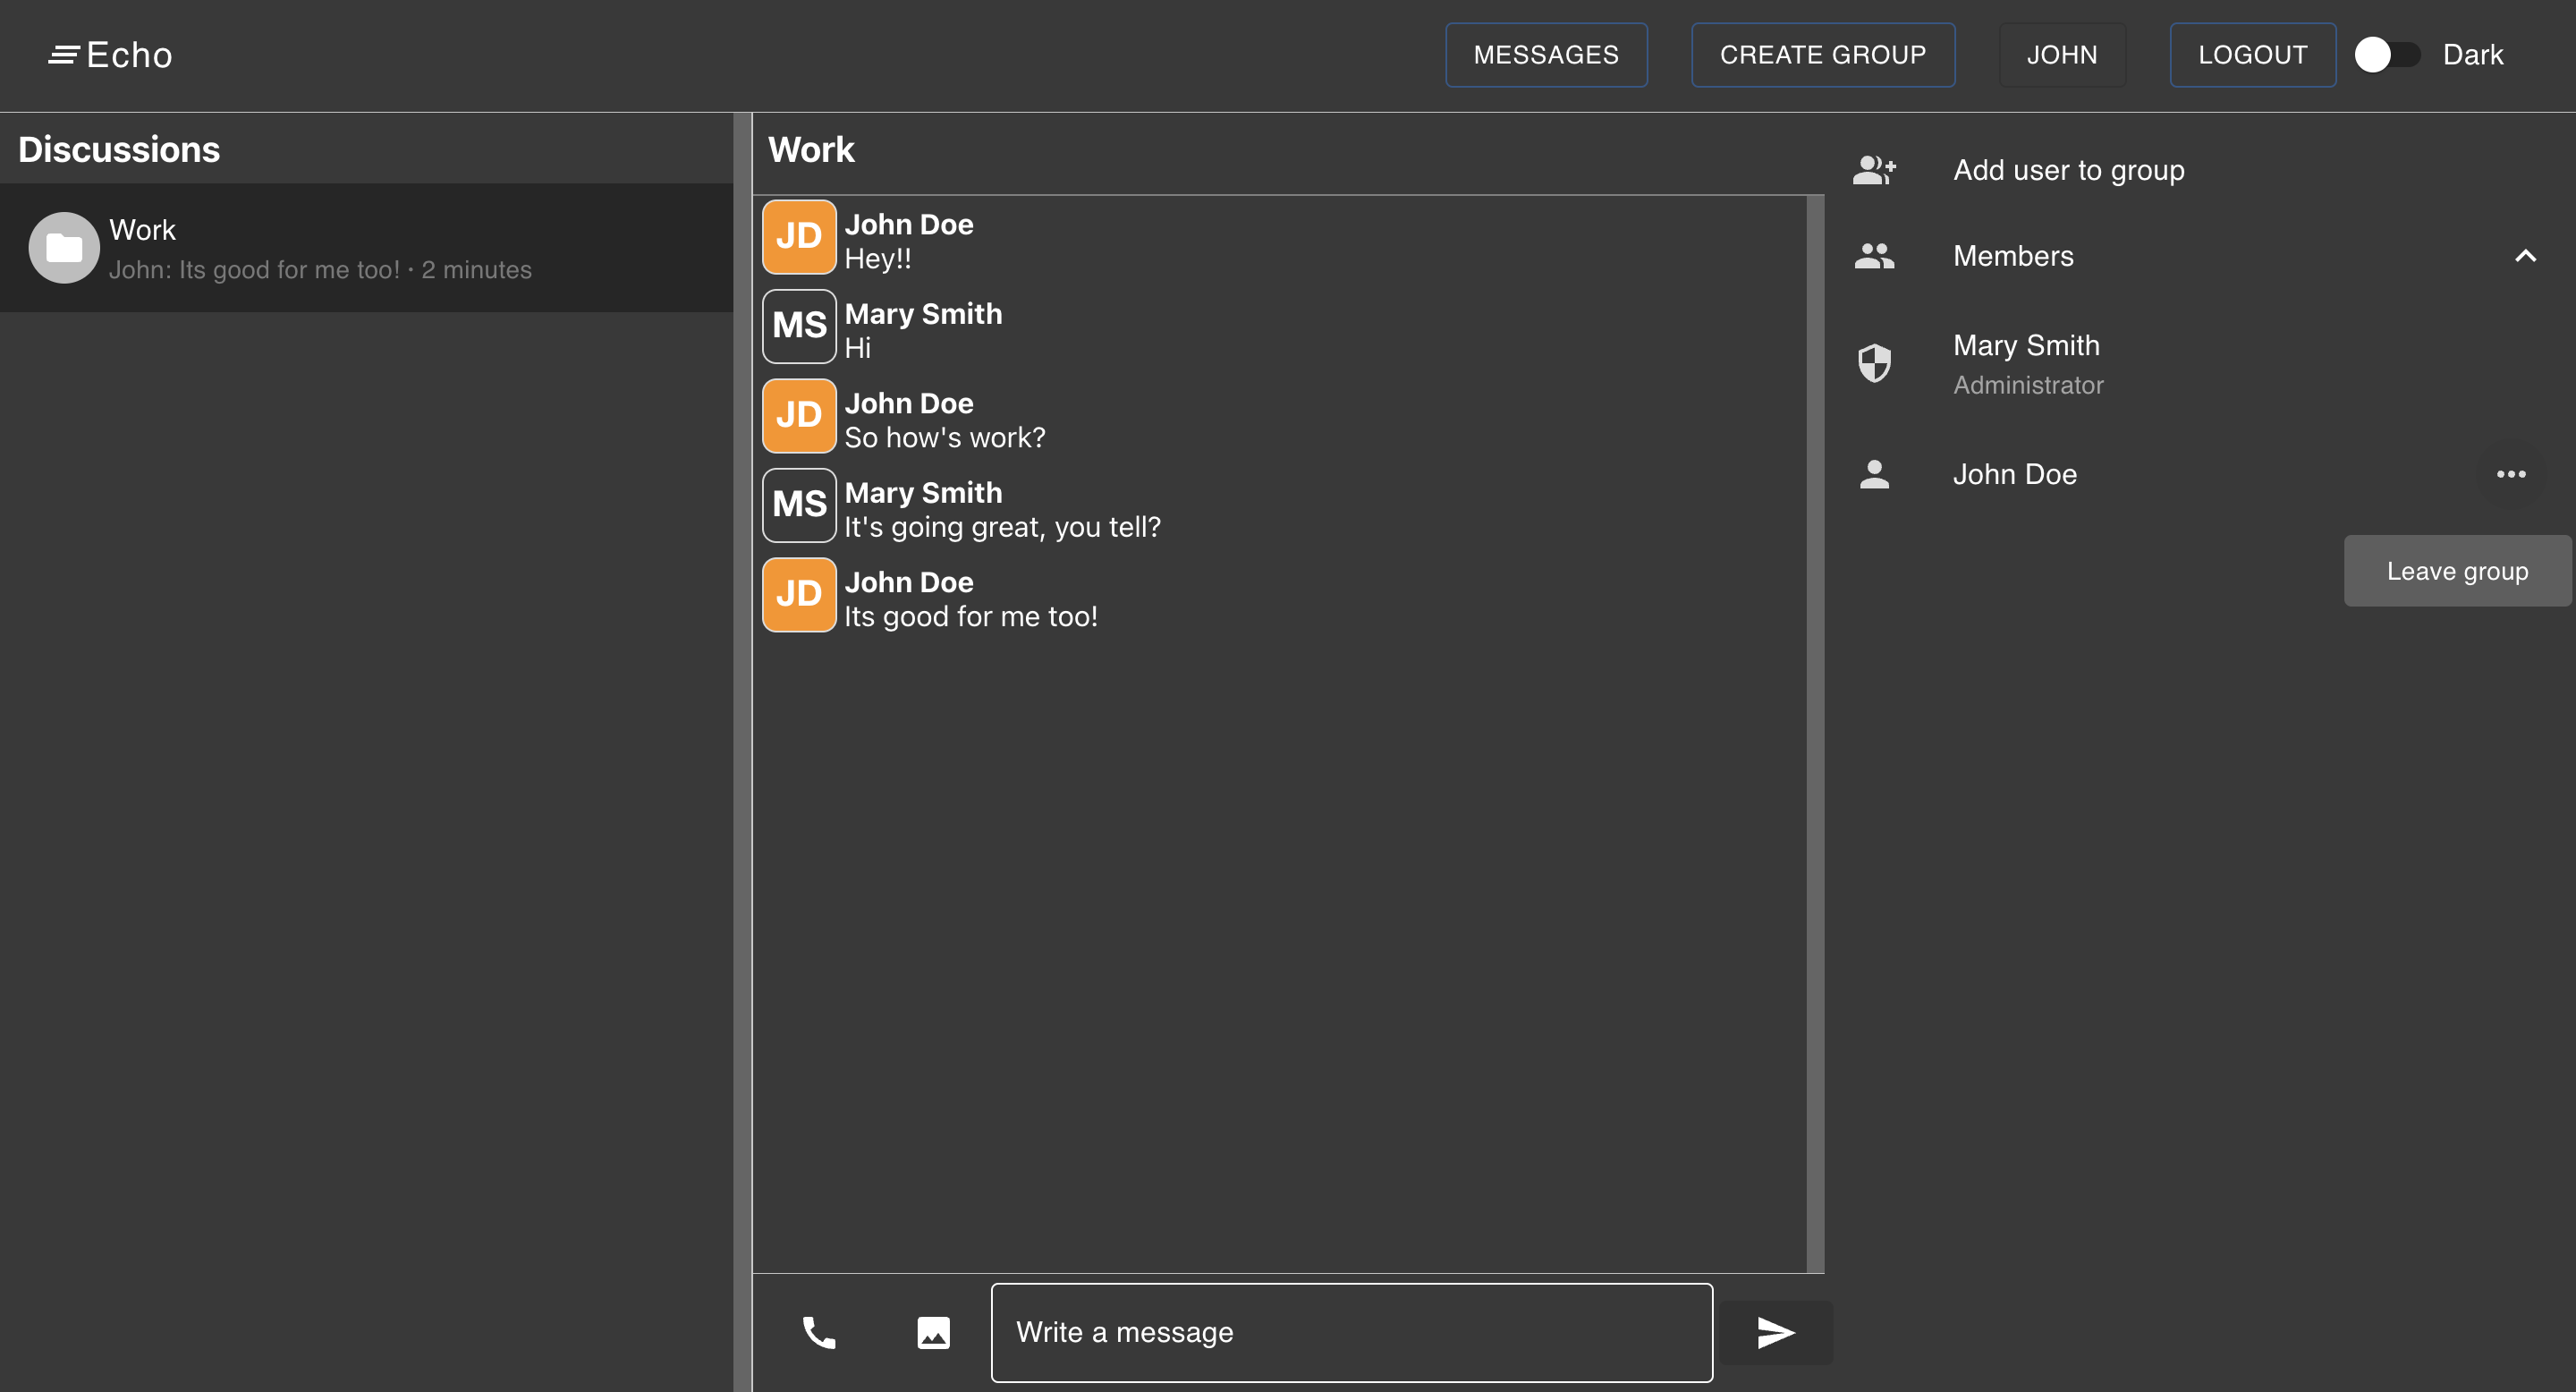 Echo
MESSAGES
CREATE GROUP
JOHN
LOGOUT
Dark
Discussions
Work
John: Its good for me too! · 2 minutes
Work
JD
John Doe
Hey!!
MS
Mary Smith
Hi
JD
John Doe
So how's work?
MS
Mary Smith
It's going great, you tell?
JD
John Doe
Its good for me too!
Write a message
Add user to group
Members
Mary Smith
Administrator
John Doe
Leave group